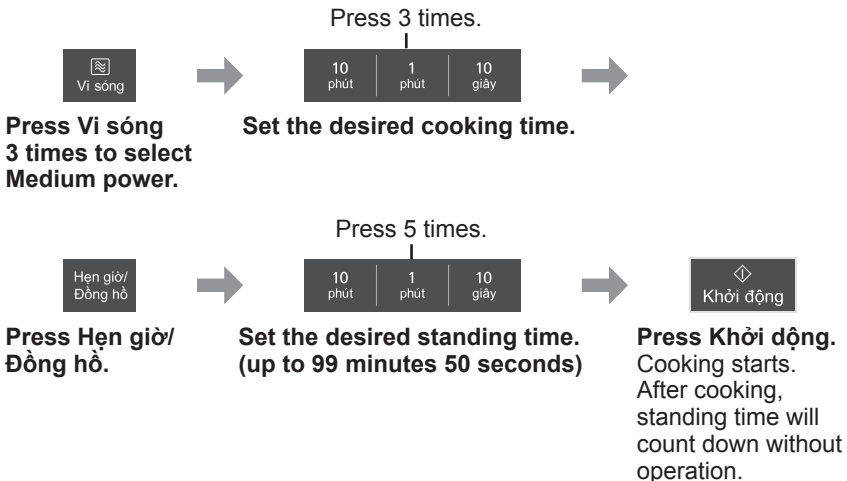 Press 3 times.
Vi sóng
10 1 10
phút phút giây
Press Vi sóng
3 times to select
Medium power.
Set the desired cooking time.
Press 5 times.
Hẹn giờ/
Đồng hồ
10 1 10
phút phút giây
Khởi động
Press Hẹn giờ/
Đồng hồ.
Set the desired standing time.
(up to 99 minutes 50 seconds)
Press Khởi dộng.
Cooking starts.
After cooking,
standing time will
count down without
operation.